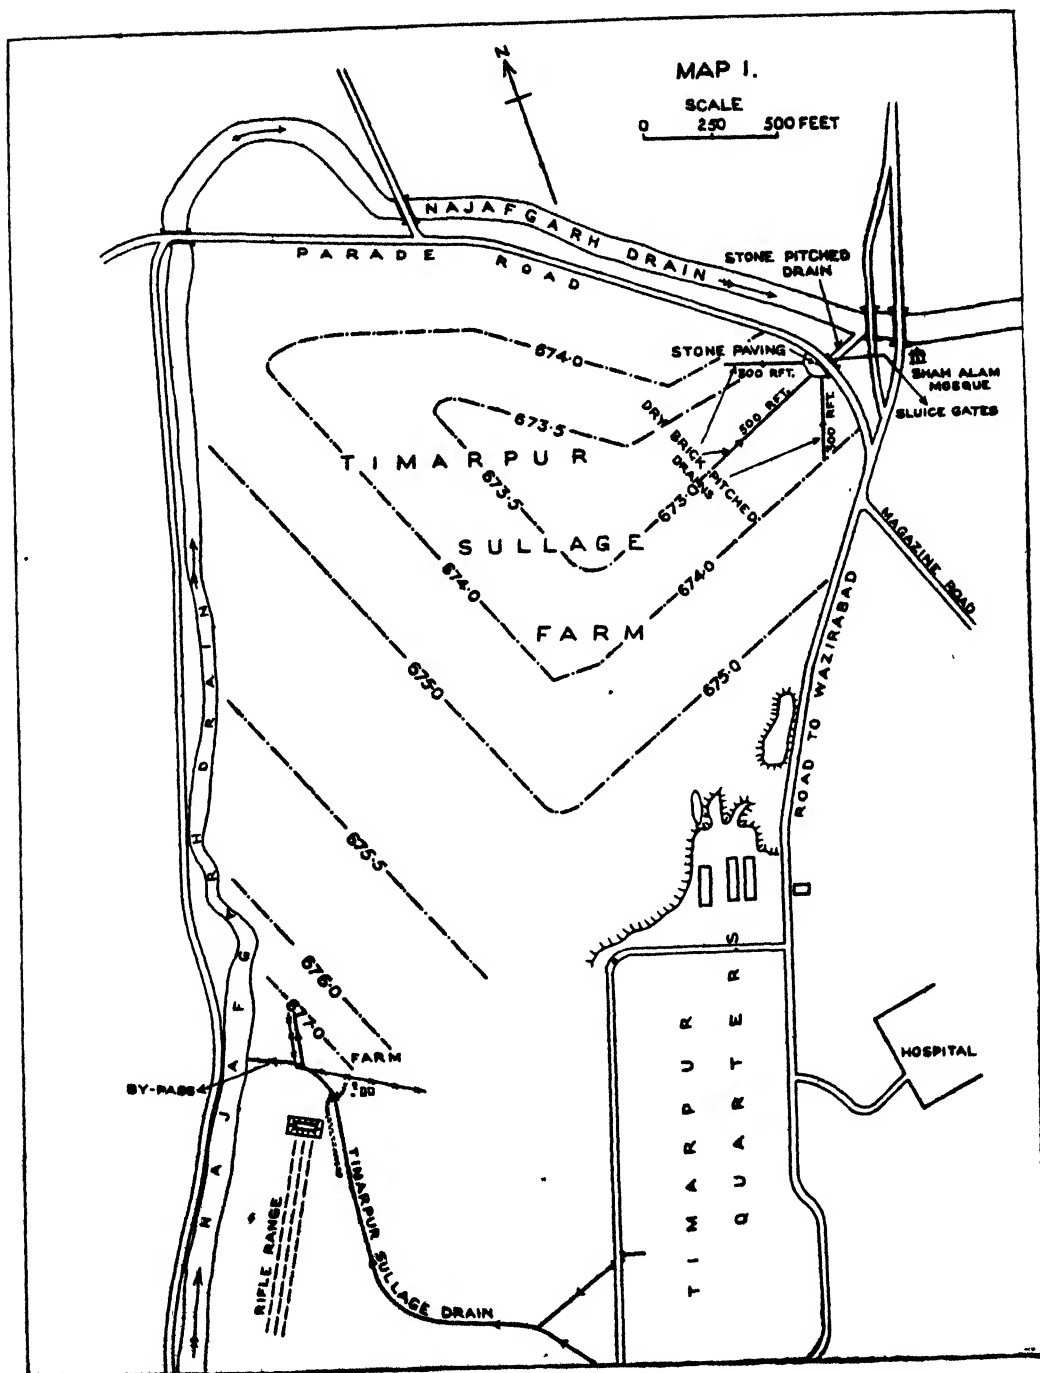 N
MAP I.
SCALE
0 250 500 FEET
NAJAFGARH DRAIN
PARADE ROAD
STONE PITCHED
DRAIN
674.0
STONE PAVING
300 RFT.
SHAH ALAM
MOSQUE
SLUICE GATES
673.5
500 RFT.
300 RFT.
DRY BRICK PITCHED
DRAINS
TIMARPUR
673.5
673.0
SULLAGE
674.0
674.0
MAGAZINE ROAD
FARM
675.0
675.0
ROAD TO WAZIRABAD
675.5
NAJAFGARH DRAIN
676.0
677.0
FARM
BY-PASS
HOSPITAL
TIMARPUR
QUARTERS
RIFLE RANGE
TIMARPUR SULLAGE DRAIN